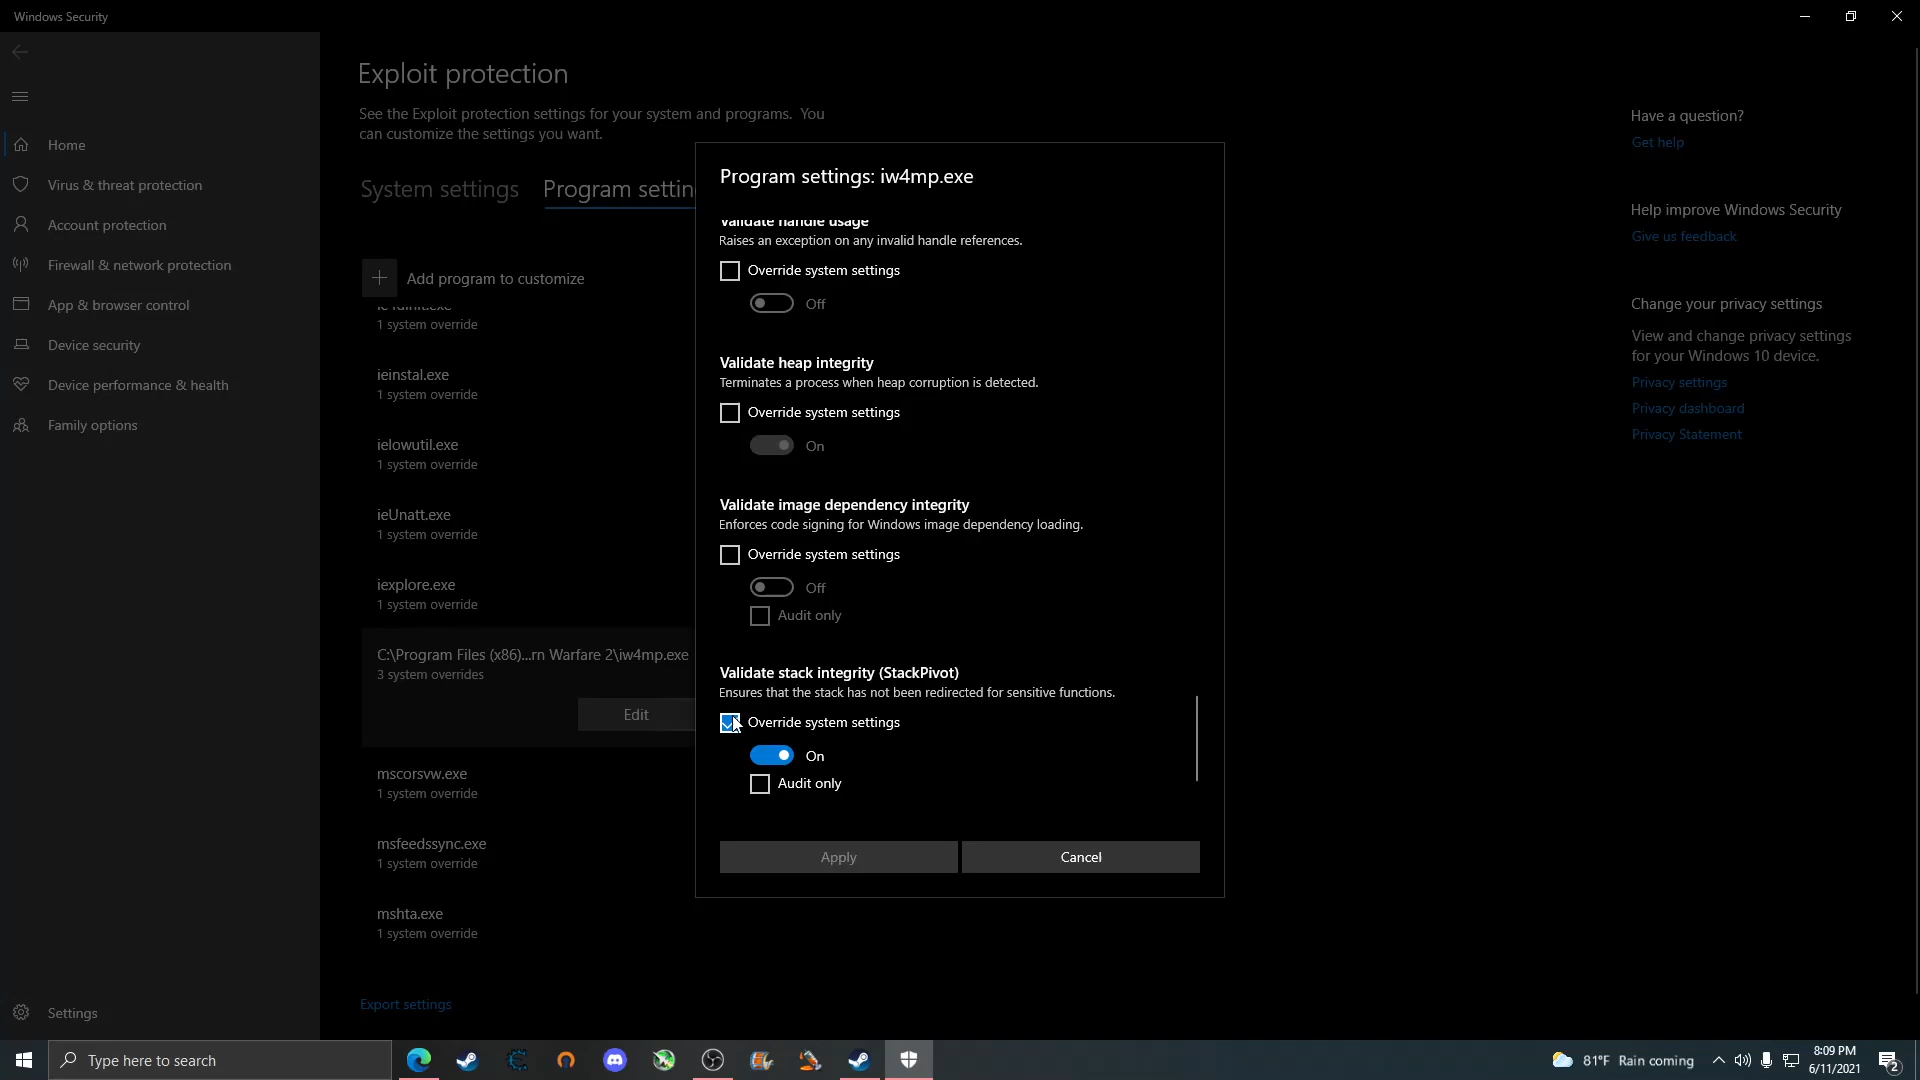 Windows Security
Exploit protection
See the Exploit protection settings for your system and programs. You
can customize the settings you want.
System settings
Program settin
Add program to customize
1 system override
ieinstal.exe
1 system override
ielowutil.exe
1 system override
ieUnatt.exe
1 system override
iexplore.exe
1 system override
C:\Program Files (x86)...rn Warfare 2\iw4mp.exe
3 system overrides
Edit
mscorsvw.exe
1 system override
msfeedssync.exe
1 system override
mshta.exe
1 system override
Export settings
Home
Virus & threat protection
Account protection
Firewall & network protection
App & browser control
Device security
Device performance & health
Family options
Settings
Program settings: iw4mp.exe
Validate handle usage
Raises an exception on any invalid handle references.
Override system settings
Off
Validate heap integrity
Terminates a process when heap corruption is detected.
Override system settings
On
Validate image dependency integrity
Enforces code signing for Windows image dependency loading.
Override system settings
Off
Audit only
Validate stack integrity (StackPivot)
Ensures that the stack has not been redirected for sensitive functions.
Override system settings
On
Audit only
Apply
Cancel
Have a question?
Get help
Help improve Windows Security
Give us feedback
Change your privacy settings
View and change privacy settings
for your Windows 10 device.
Privacy settings
Privacy dashboard
Privacy Statement
Type here to search
81°F Rain coming
8:09 PM
6/11/2021
2